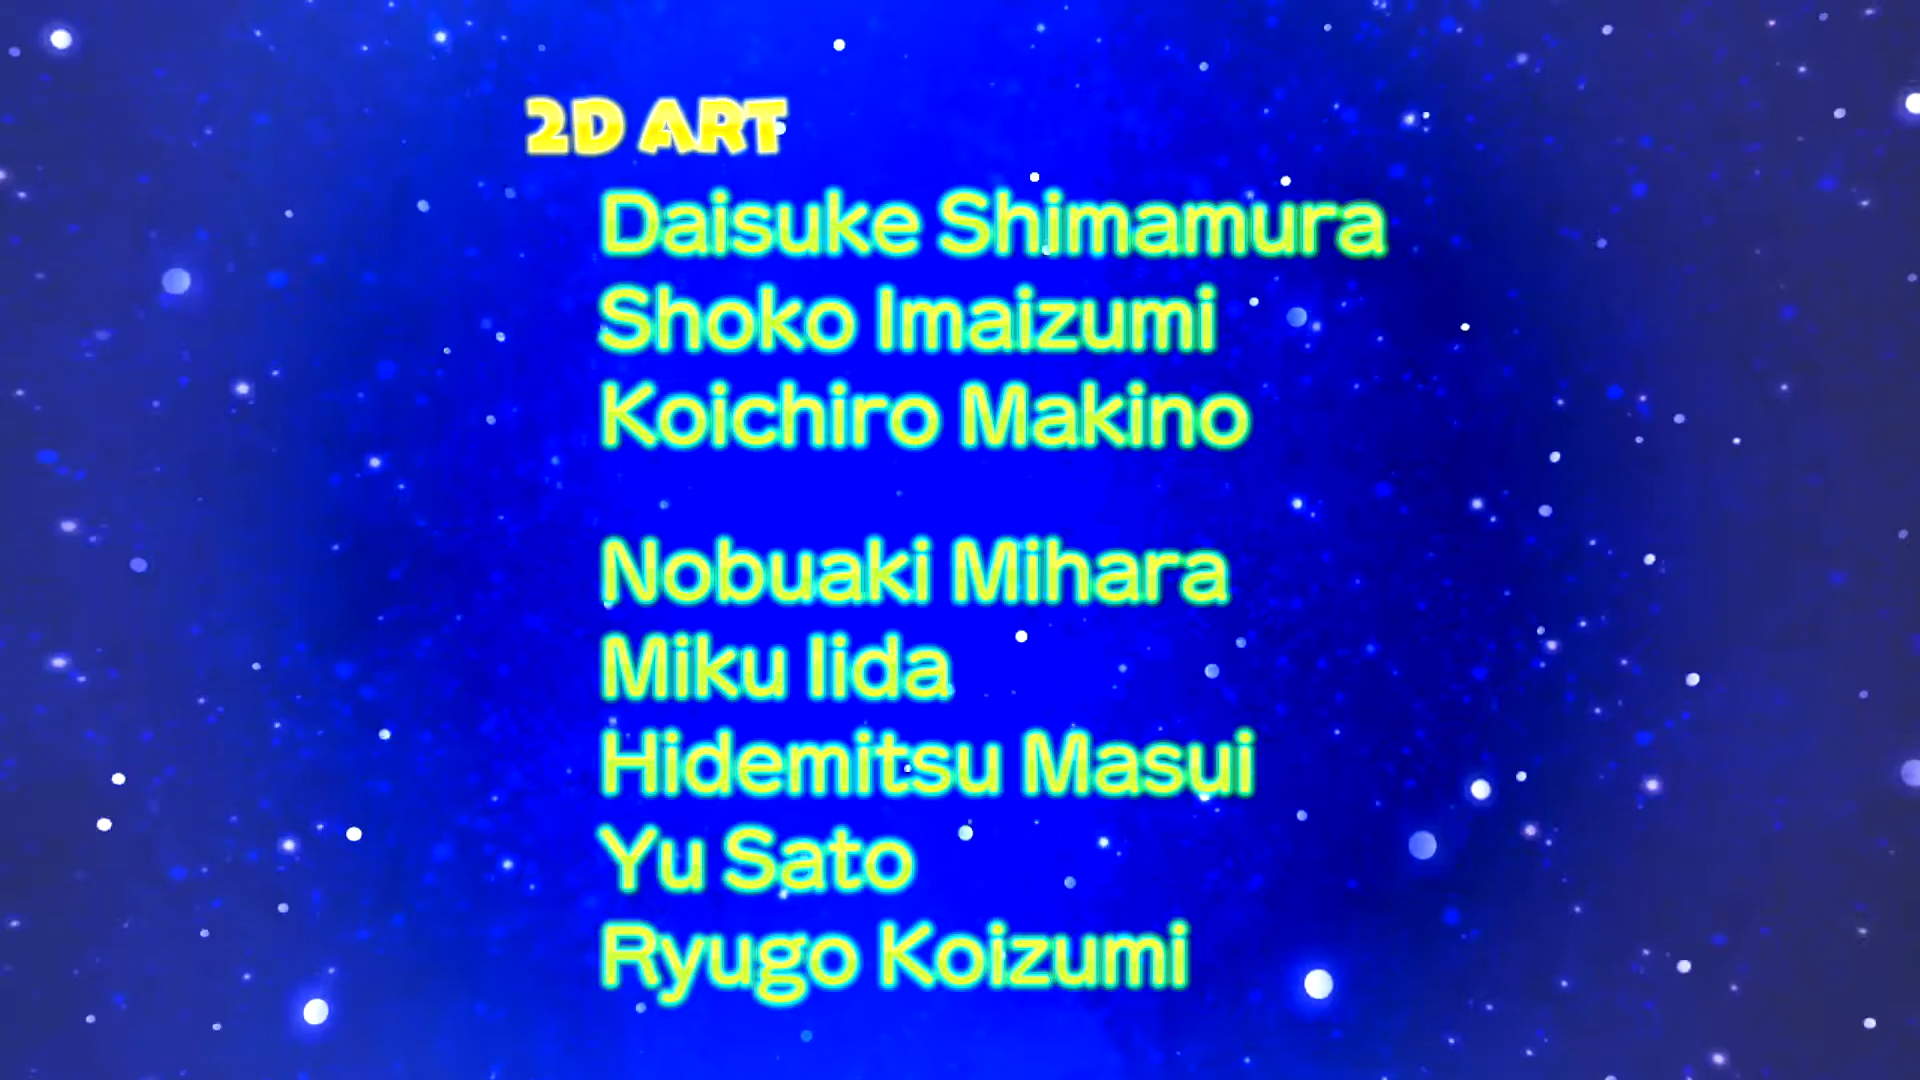 2D ART
Daisuke Shimamura
Shoko Imaizumi
Koichiro Makino
Nobuaki Mihara
Miku Iida
Hidemitsu Masui
Yu Sato
Ryugo Koizumi